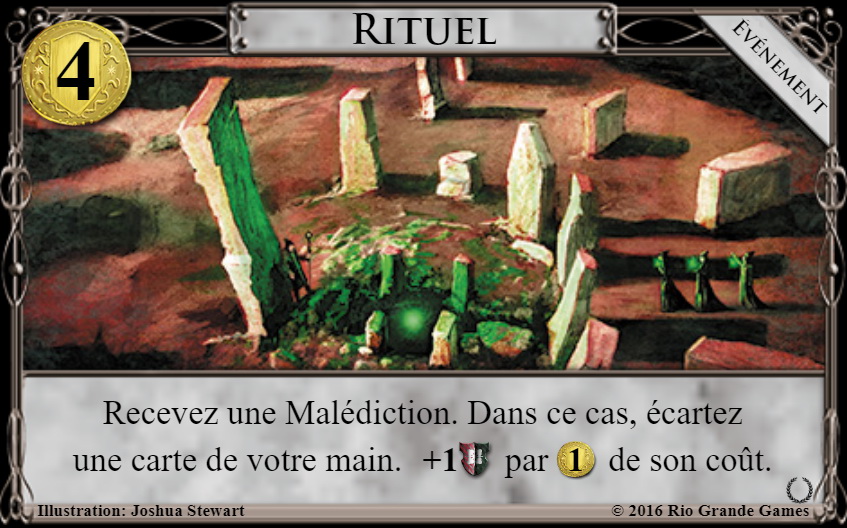 RITUEL
4
ÉVÉNEMENT
Recevez une Malédiction. Dans ce cas, écartez
une carte de votre main. +1 par 1 de son coût.
Illustration: Joshua Stewart
© 2016 Rio Grande Games